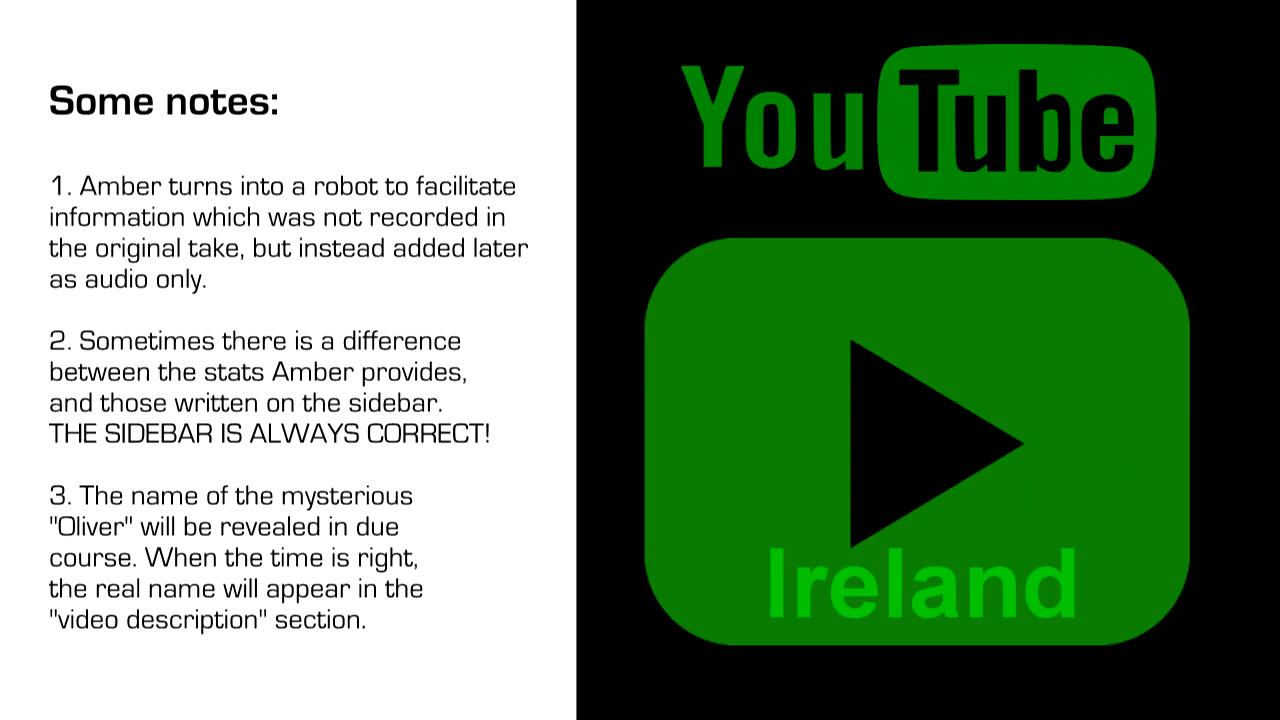 Some notes:
1. Amber turns into a robot to facilitate
information which was not recorded in
the original take, but instead added later
as audio only.
2. Sometimes there is a difference
between the stats Amber provides,
and those written on the sidebar.
THE SIDEBAR IS ALWAYS CORRECT!
3. The name of the mysterious
"Oliver" will be revealed in due
course. When the time is right,
the real name will appear in the
"video description" section.
YouTube
Ireland